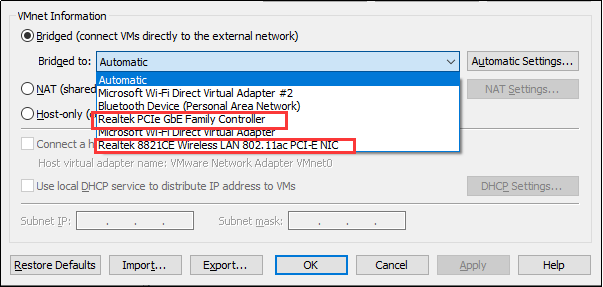 VMnet Information
Bridged (connect VMs directly to the external network)
Bridged to: Automatic Automatic Settings...
Automatic
Microsoft Wi-Fi Direct Virtual Adapter #2
NAT (shared NAT Settings...
Bluetooth Device (Personal Area Network)
Host-only Realtek PCIe GbE Family Controller
Microsoft Wi-Fi Direct Virtual Adapter
Connect a h Realtek 8821CE Wireless LAN 802.11ac PCI-E NIC
Host virtual adapter name: VMware Network Adapter VMnet0
Use local DHCP service to distribute IP address to VMs DHCP Settings...
Subnet IP: . . . Subnet mask: . . .
Restore Defaults Import... Export... OK Cancel Apply Help